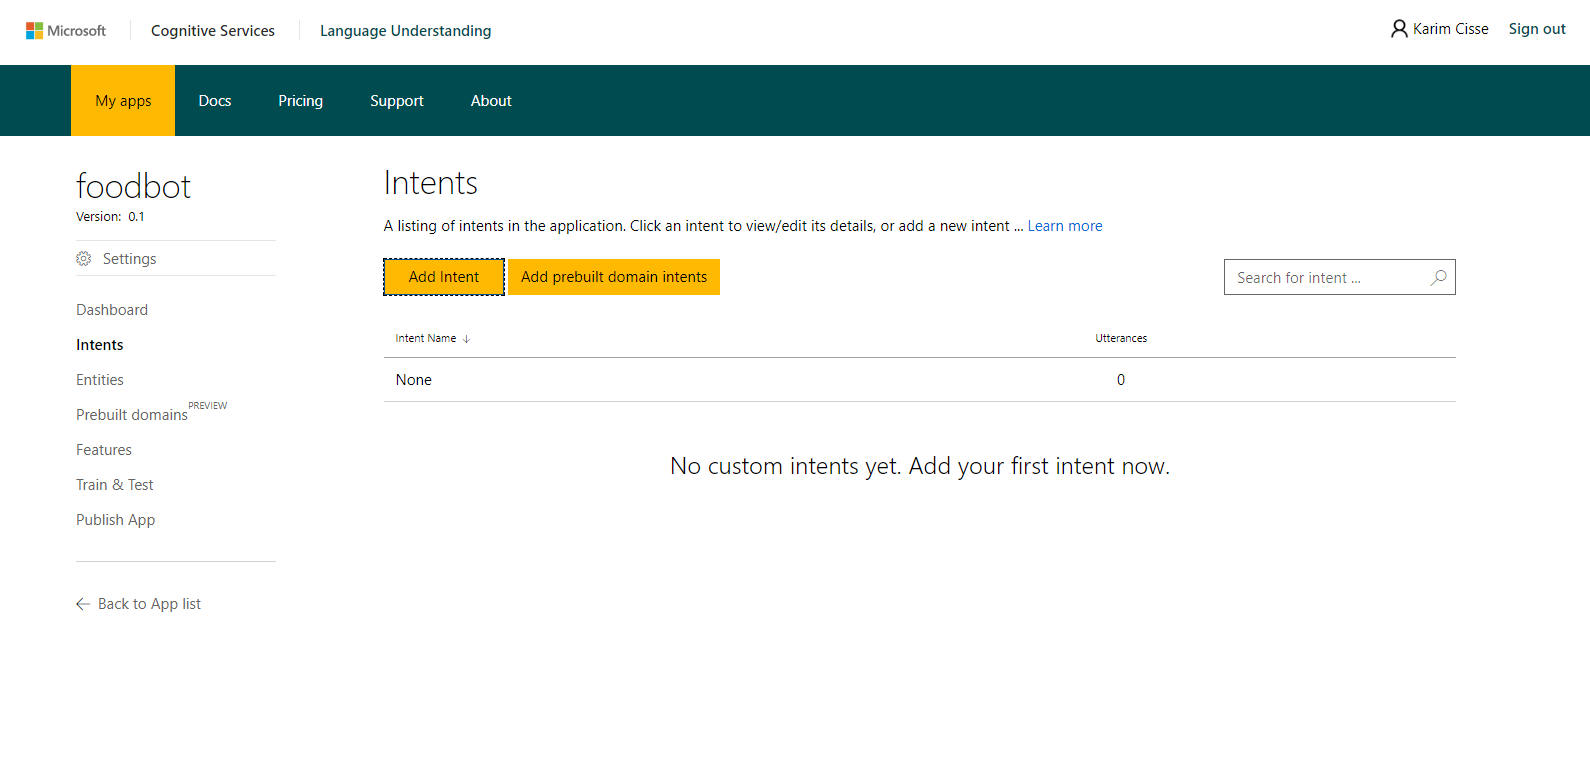 Microsoft Cognitive Services Language Understanding Karim Cisse Sign out
My apps Docs Pricing Support About
foodbot
Version: 0.1
Settings
Dashboard
Intents
Entities
Prebuilt domains PREVIEW
Features
Train & Test
Publish App
Back to App list
Intents
A listing of intents in the application. Click an intent to view/edit its details, or add a new intent ... Learn more
Add Intent Add prebuilt domain intents Search for intent ...
Intent Name Utterances
None 0
No custom intents yet. Add your first intent now.